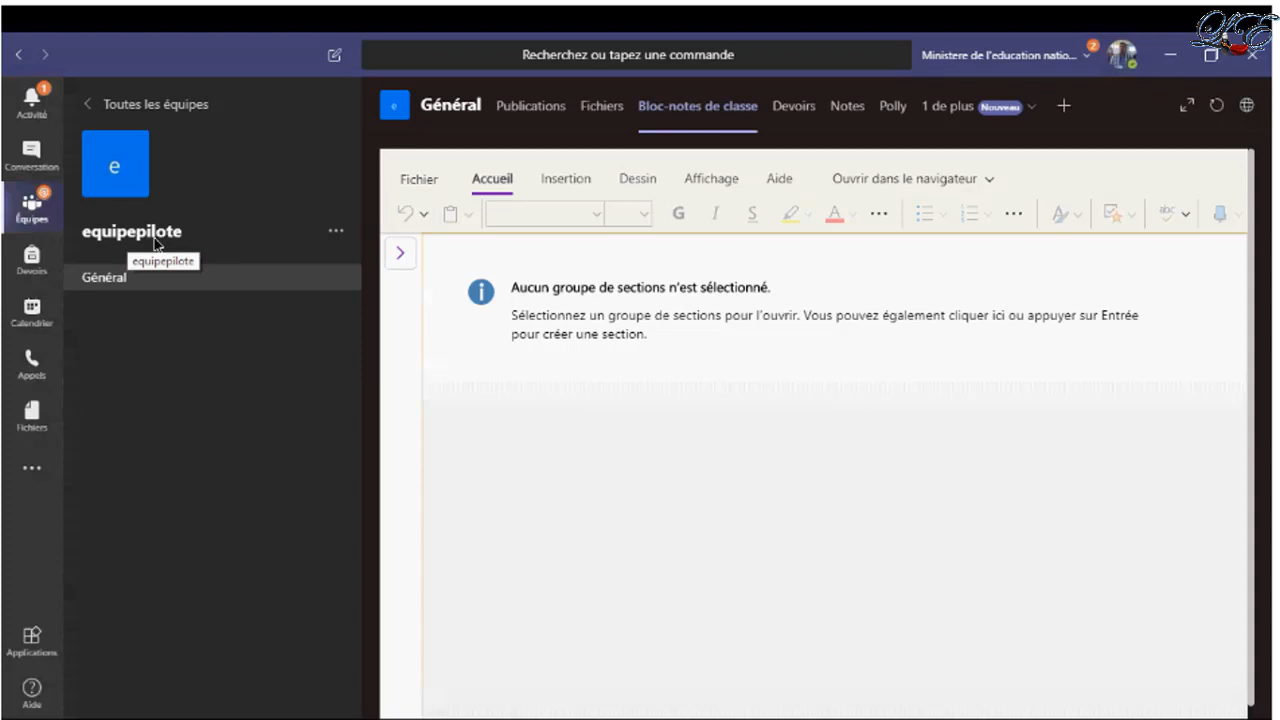 Recherchez ou tapez une commande
Ministere de l'education natio...
2
1
Activité
Conversation
@
Équipes
Devoirs
Calendrier
Appels
Fichiers
Applications
Aide
Toutes les équipes
e
equipepilote
equipepilote
Général
e
Général
Publications
Fichiers
Bloc-notes de classe
Devoirs
Notes
Polly
1 de plus
Nouveau
Fichier
Accueil
Insertion
Dessin
Affichage
Aide
Ouvrir dans le navigateur
G
I
S
A
abc
Aucun groupe de sections n'est sélectionné.
Sélectionnez un groupe de sections pour l'ouvrir. Vous pouvez également cliquer ici ou appuyer sur Entrée
pour créer une section.